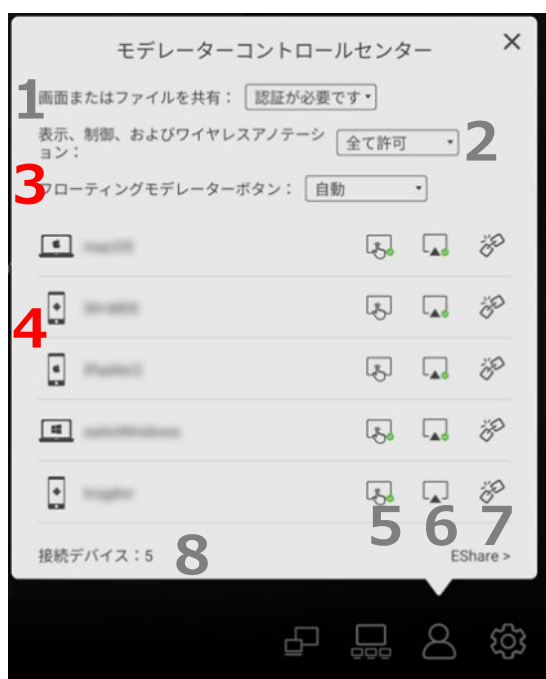 モデレーターコントロールセンター
1 画面またはファイルを共有： 認証が必要です
表示、制御、およびワイヤレスアノテーション： 全て許可 2
3 フローティングモデレーターボタン： 自動
macOS
4
5 6 7
接続デバイス：5 8 EShare >